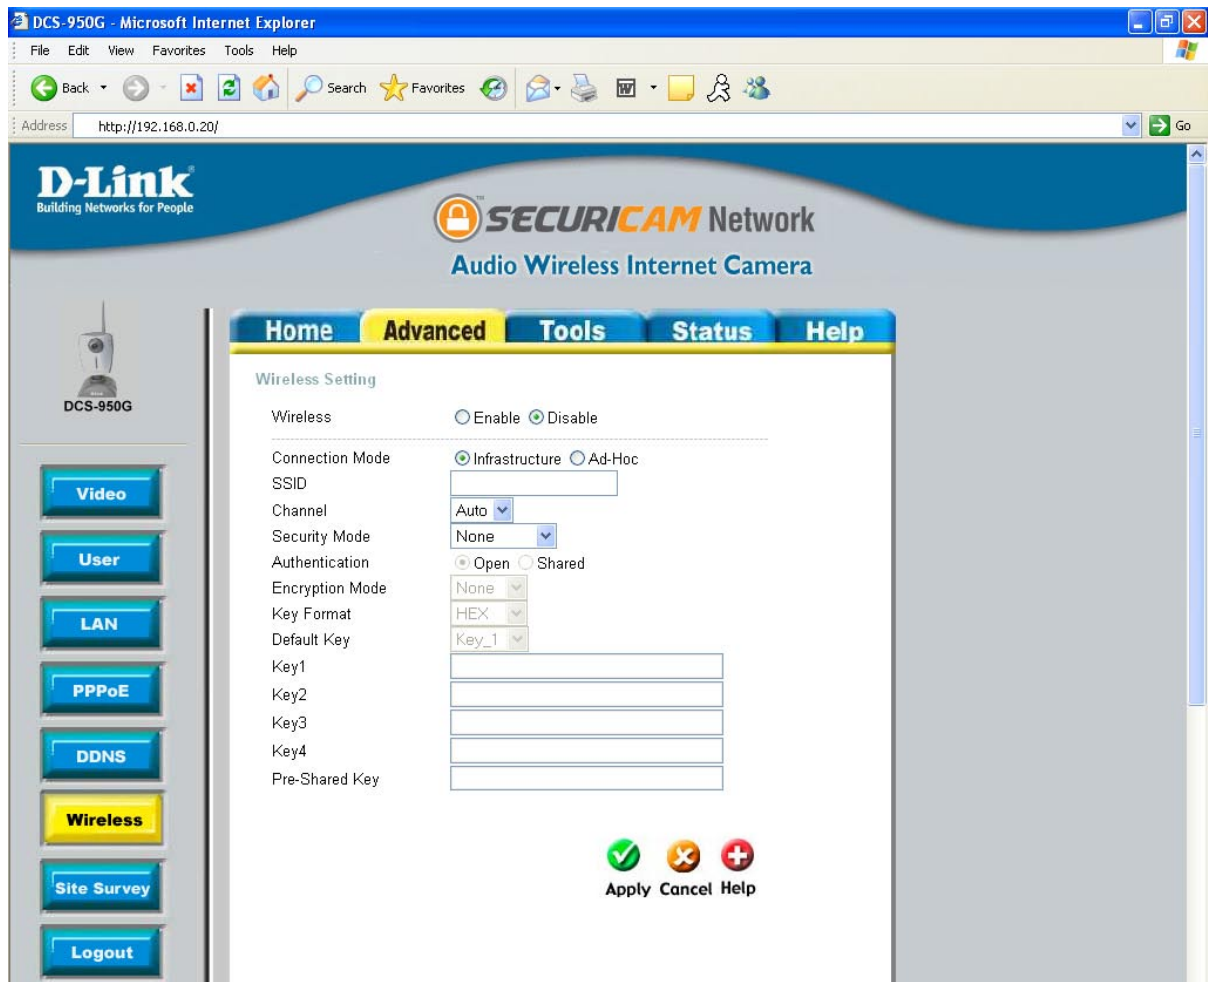 DCS-950G - Microsoft Internet Explorer
File Edit View Favorites Tools Help
Back Search Favorites
Address http://192.168.0.20/ Go
D-Link
Building Networks for People
SECURICAM Network
Audio Wireless Internet Camera
DCS-950G
Home Advanced Tools Status Help
Video
User
LAN
PPPoE
DDNS
Wireless
Site Survey
Logout
Wireless Setting
Wireless Enable Disable
Connection Mode Infrastructure Ad-Hoc
SSID
Channel Auto
Security Mode None
Authentication Open Shared
Encryption Mode None
Key Format HEX
Default Key Key_1
Key1
Key2
Key3
Key4
Pre-Shared Key
Apply Cancel Help